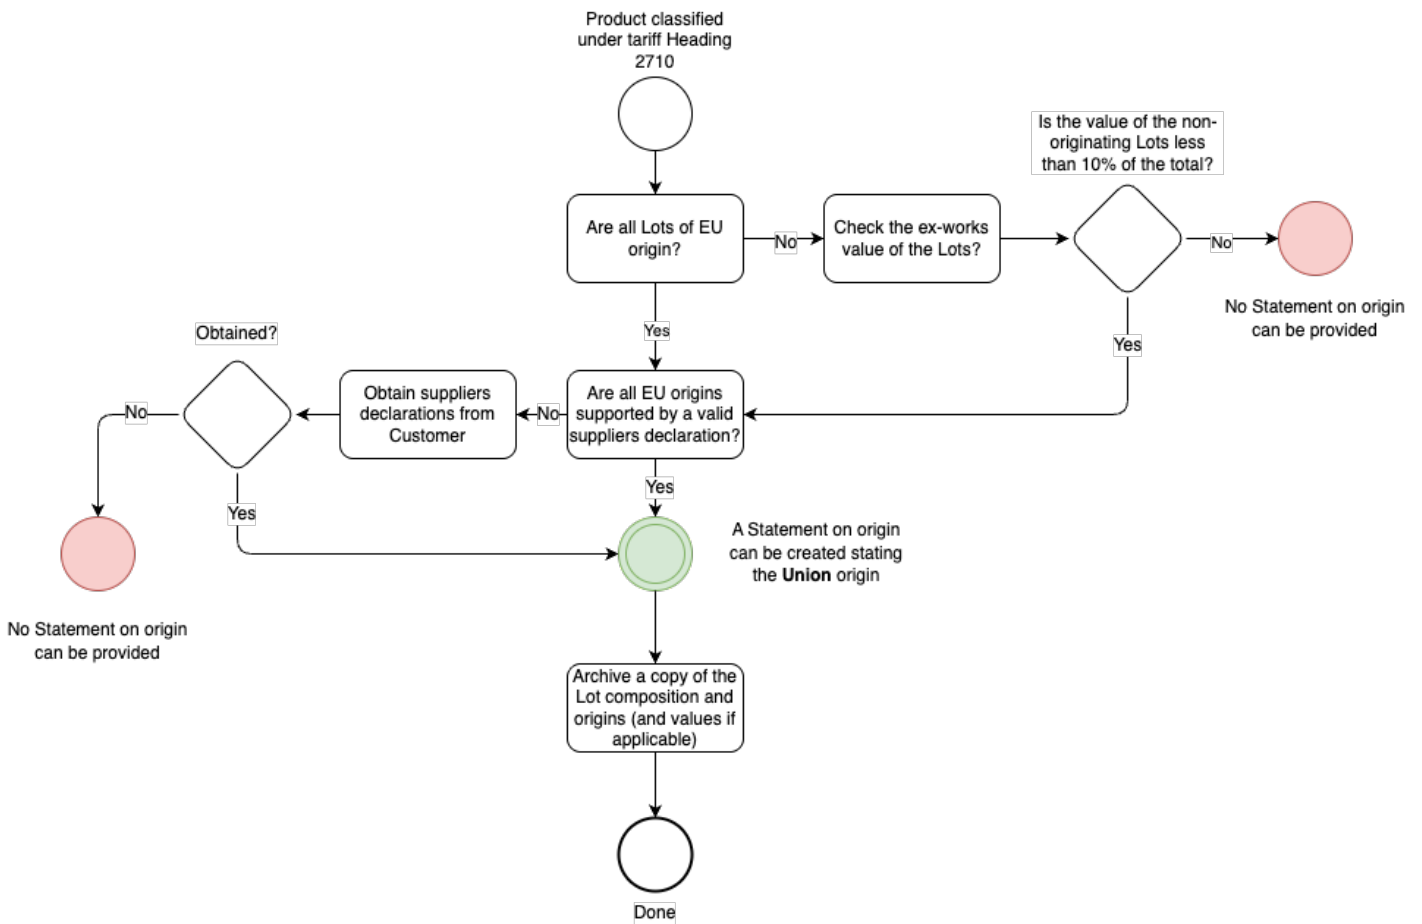 Product classified
under tariff Heading
2710
Is the value of the non-
originating Lots less
than 10% of the total?
Are all Lots of EU
origin?
No
Check the ex-works
value of the Lots?
No
No Statement on origin
can be provided
Yes
Yes
Obtained?
No
Obtain suppliers
declarations from
Customer
No
Are all EU origins
supported by a valid
suppliers declaration?
Yes
Yes
A Statement on origin
can be created stating
the Union origin
No Statement on origin
can be provided
Archive a copy of the
Lot composition and
origins (and values if
applicable)
Done